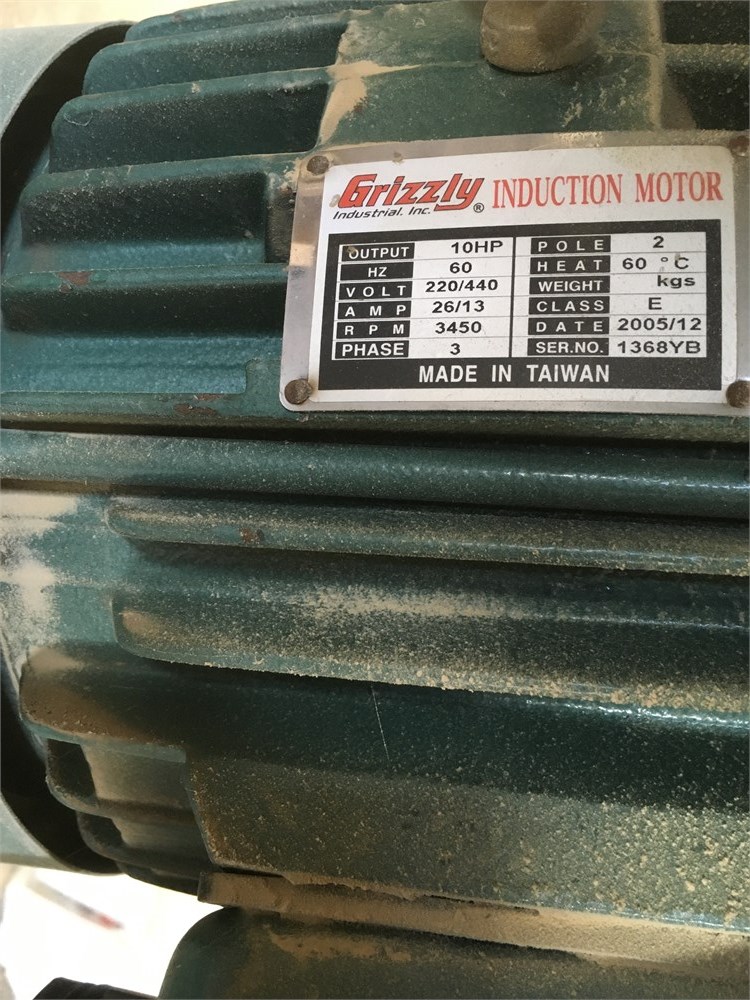 Grizzly ® INDUCTION MOTOR
Industrial, Inc.
OUTPUT 10HP POLE 2
HZ 60 HEAT 60 °C
VOLT 220/440 WEIGHT kgs
AMP 26/13 CLASS E
RPM 3450 DATE 2005/12
PHASE 3 SER.NO. 1368YB
MADE IN TAIWAN